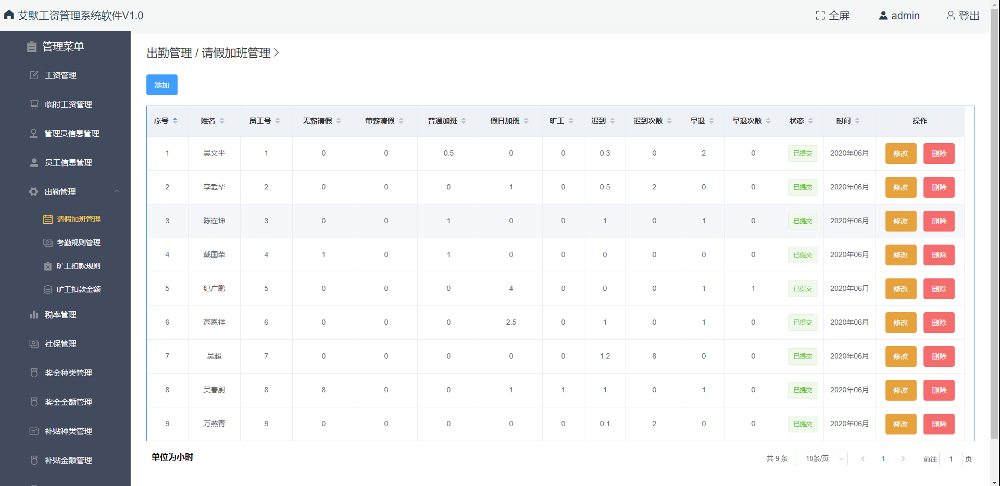 艾默工资管理系统软件V1.0
全屏 admin 登出
管理菜单
工资管理
临时工资管理
管理员信息管理
员工信息管理
出勤管理
请假加班管理
考勤规则管理
旷工扣款规则
旷工扣款金额
税率管理
社保管理
奖金种类管理
奖金金额管理
补贴种类管理
补贴金额管理
出勤管理 / 请假加班管理
添加
序号 姓名 员工号 无薪请假 带薪请假 普通加班 假日加班 旷工 迟到 迟到次数 早退 早退次数 状态 时间 操作
1 吴文平 1 0 0 0.5 0 0 0.3 0 2 0 已提交 2020年06月 修改 删除
2 李爱华 2 0 0 0 1 0 0.5 2 0 0 已提交 2020年06月 修改 删除
3 陈连坤 3 0 0 1 0 0 1 0 1 0 已提交 2020年06月 修改 删除
4 戴国荣 4 1 0 1 0 0 0 0 0 0 已提交 2020年06月 修改 删除
5 纪广鹏 5 0 0 0 4 0 0 0 1 1 已提交 2020年06月 修改 删除
6 高恩祥 6 0 0 0 2.5 0 1 0 1 0 已提交 2020年06月 修改 删除
7 吴超 7 0 0 0 0 0 1.2 8 0 0 已提交 2020年06月 修改 删除
8 吴春尉 8 8 0 0 1 1 1 0 1 0 已提交 2020年06月 修改 删除
9 万燕青 9 0 0 0 0 0 0.1 2 0 0 已提交 2020年06月 修改 删除
单位为小时
共 9 条 10条/页 1 前往 1 页